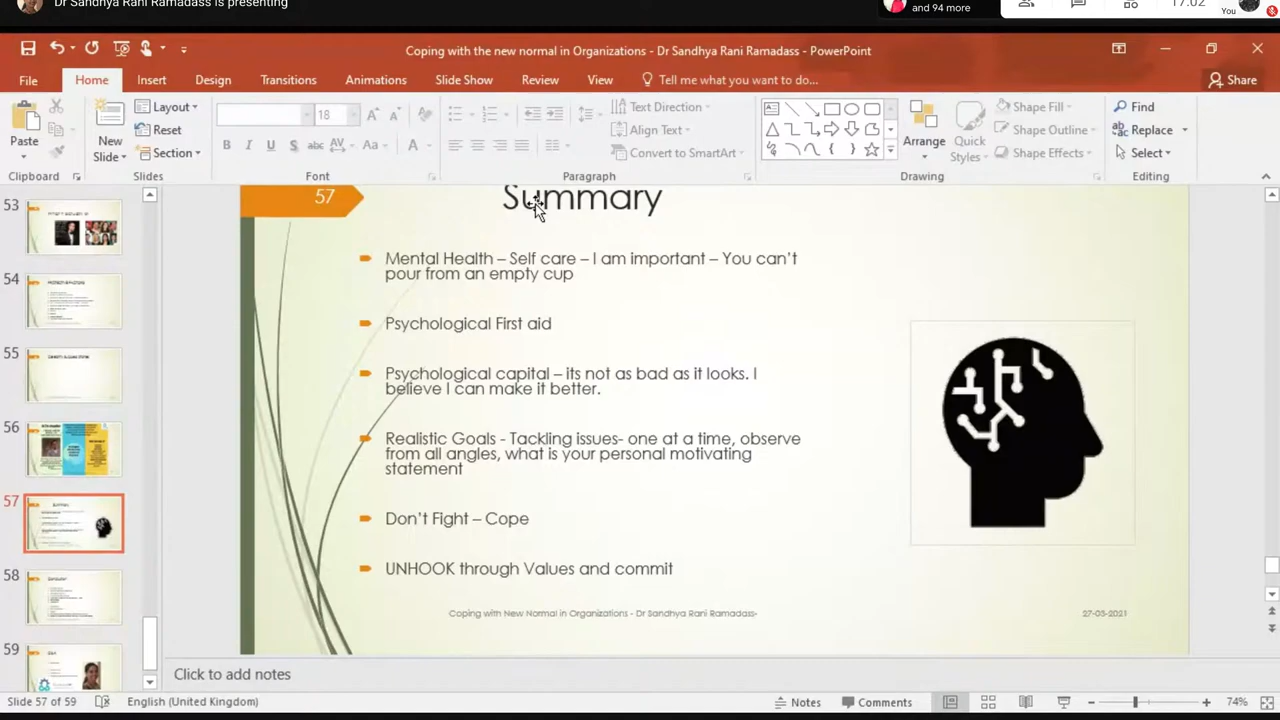 Dr Sandhya Rani Ramadass is presenting
and 94 more
17:02
You
Coping with the new normal in Organizations - Dr Sandhya Rani Ramadass - PowerPoint
File Home Insert Design Transitions Animations Slide Show Review View Tell me what you want to do... Share
Paste
New Slide
Layout
Reset
Section
18
B I U S abc AV Aa A
Text Direction
Align Text
Convert to SmartArt
Arrange
Quick Styles
Shape Fill
Shape Outline
Shape Effects
Find
Replace
Select
Clipboard Slides Font Paragraph Drawing Editing
53
54
55
56
57
58
59
57
Summary
Mental Health – Self care – I am important – You can't
pour from an empty cup
Psychological First aid
Psychological capital – its not as bad as it looks. I
believe I can make it better.
Realistic Goals - Tackling issues- one at a time, observe
from all angles, what is your personal motivating
statement
Don't Fight – Cope
UNHOOK through Values and commit
Coping with New Normal in Organizations - Dr Sandhya Rani Ramadass-
27-03-2021
Click to add notes
Slide 57 of 59 English (United Kingdom) Notes Comments 74%